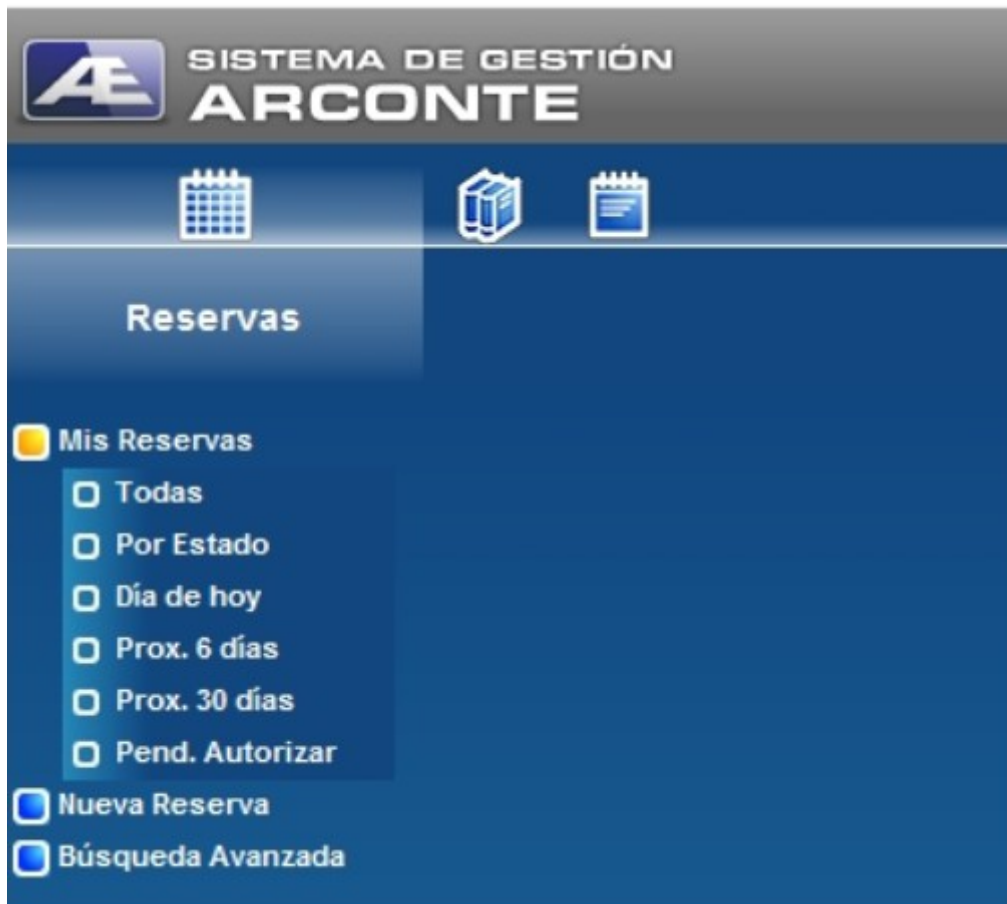 AE
SISTEMA DE GESTIÓN
ARCONTE
Reservas
Mis Reservas
Todas
Por Estado
Día de hoy
Prox. 6 días
Prox. 30 días
Pend. Autorizar
Nueva Reserva
Búsqueda Avanzada